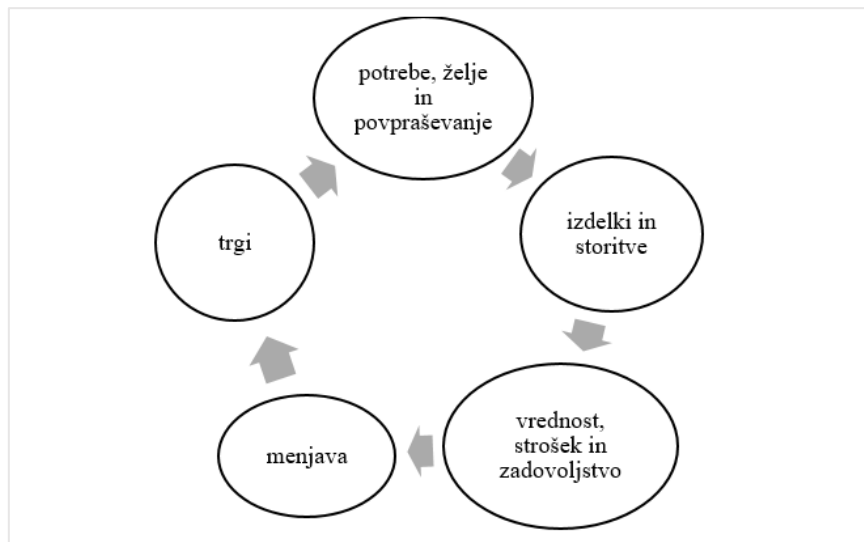 potrebe, želje
in
povpraševanje
izdelki in
storitve
vrednost,
strošek in
zadovoljstvo
menjava
trgi